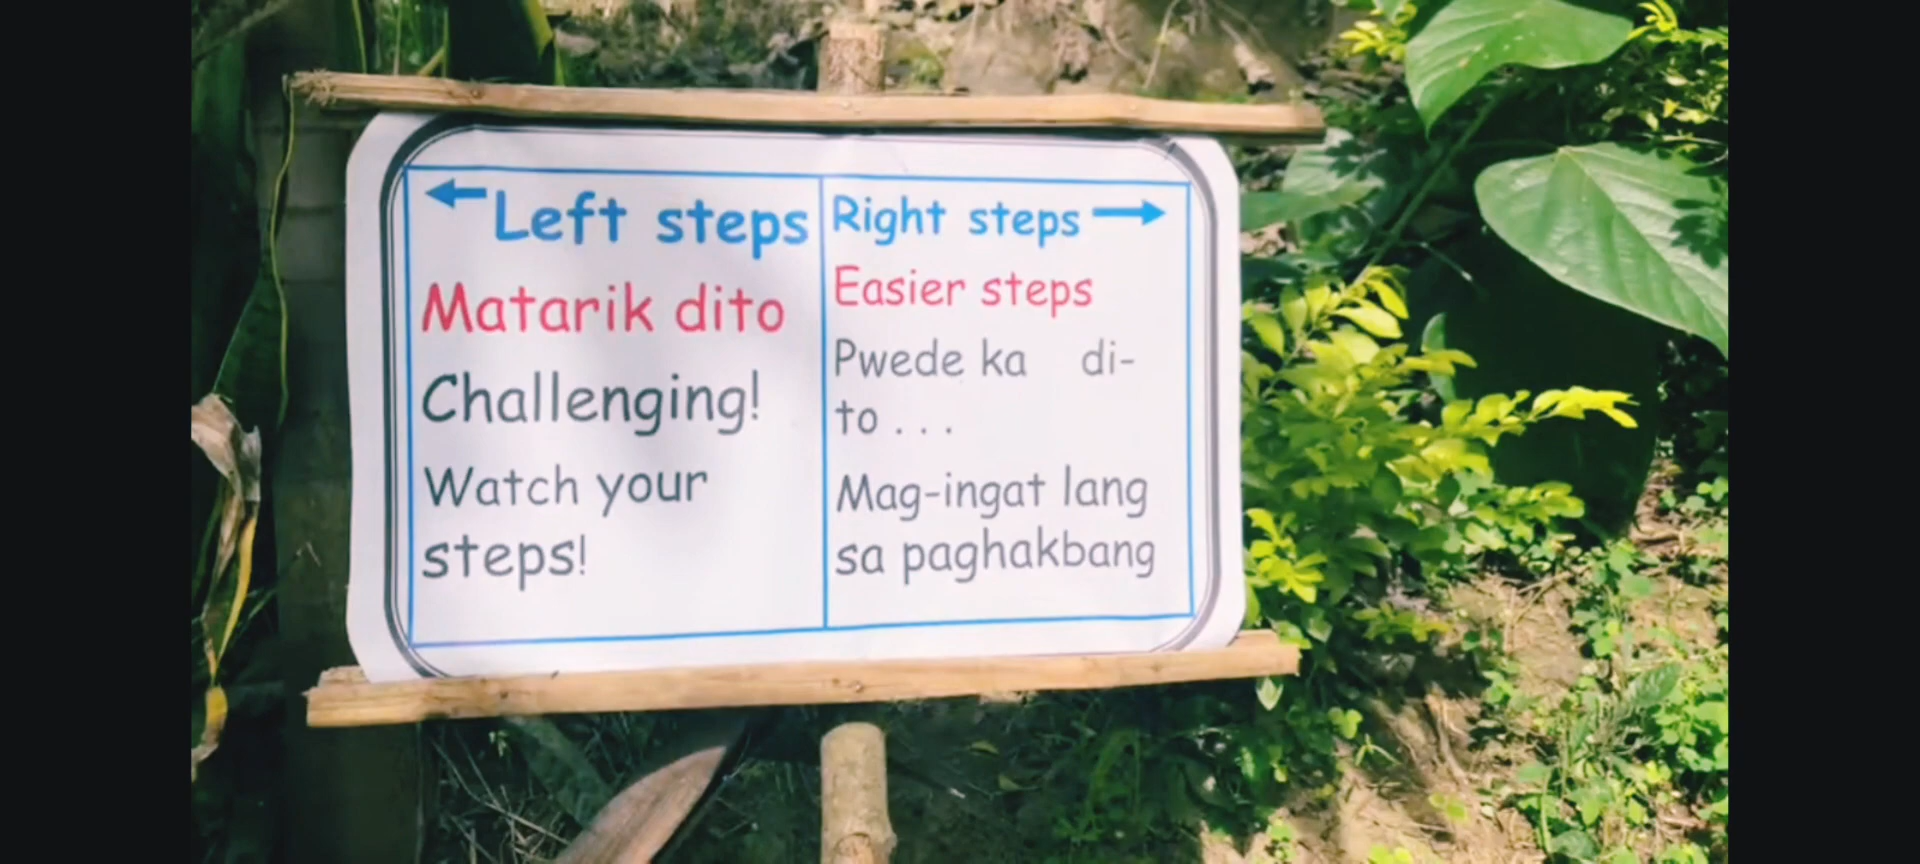 ← Left steps
Matarik dito
Challenging!
Watch your
steps!
Right steps →
Easier steps
Pwede ka di-
to . . .
Mag-ingat lang
sa paghakbang